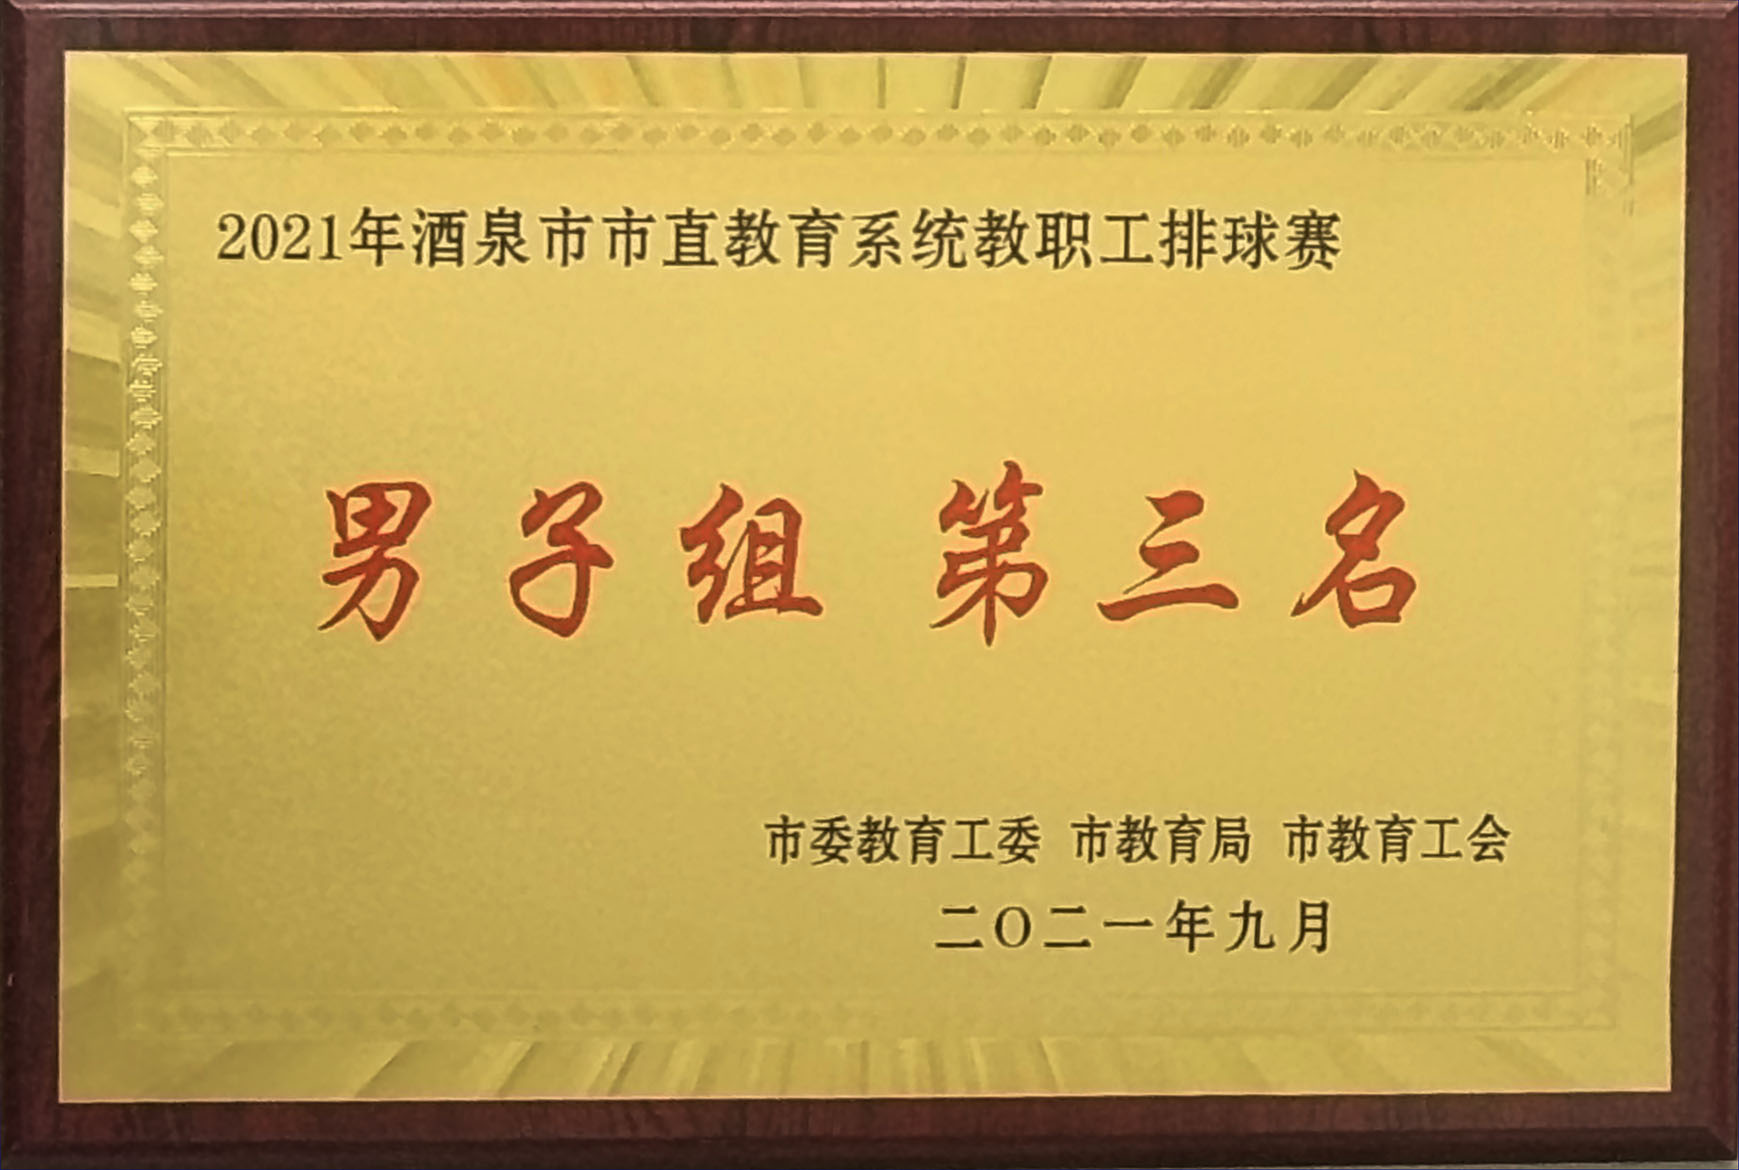 2021年酒泉市市直教育系统教职工排球赛
男子组 第三名
市委教育工委 市教育局 市教育工会
二〇二一年九月